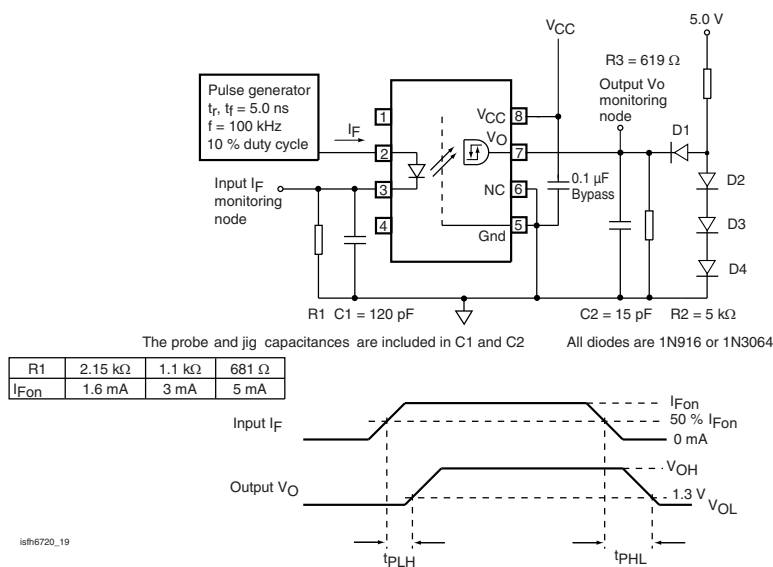 VCC
5.0 V
R3 = 619 Ω
Output Vo
monitoring
node
Pulse generator
tr, tf = 5.0 ns
f = 100 kHz
10 % duty cycle
IF
1
2
3
4
VCC
8
VO
7
NC
6
Gnd
5
D1
D2
D3
D4
0.1 µF
Bypass
Input IF
monitoring
node
R1 C1 = 120 pF
C2 = 15 pF
R2 = 5 kΩ
The probe and jig capacitances are included in C1 and C2
All diodes are 1N916 or 1N3064
R1 2.15 kΩ 1.1 kΩ 681 Ω
IFon 1.6 mA 3 mA 5 mA
Input IF
IFon
50 % IFon
0 mA
Output VO
VOH
1.3 V
VOL
tPLH
tPHL
isfh6720_19